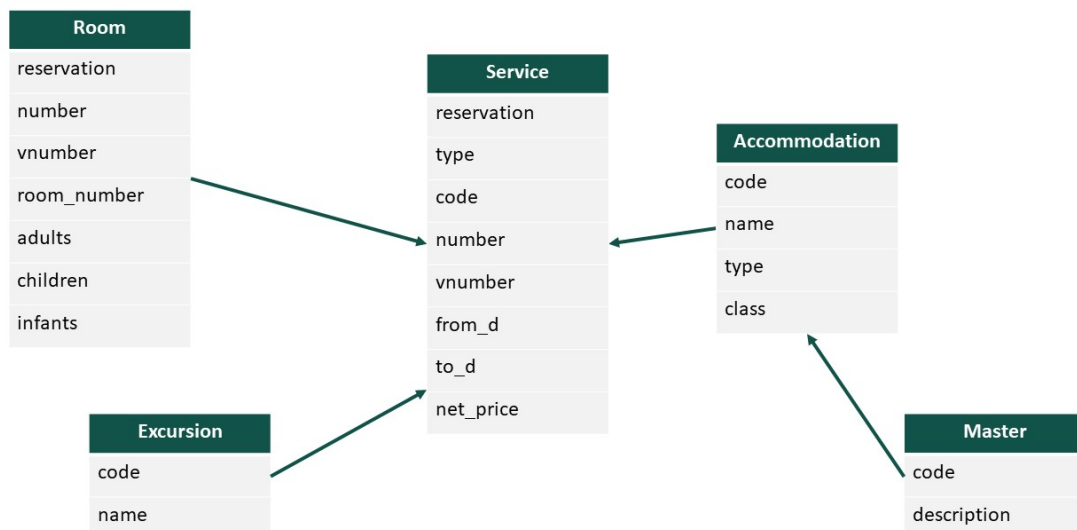 Room
reservation
number
vnumber
room_number
adults
children
infants
Service
reservation
type
code
number
vnumber
from_d
to_d
net_price
Accommodation
code
name
type
class
Excursion
code
name
Master
code
description